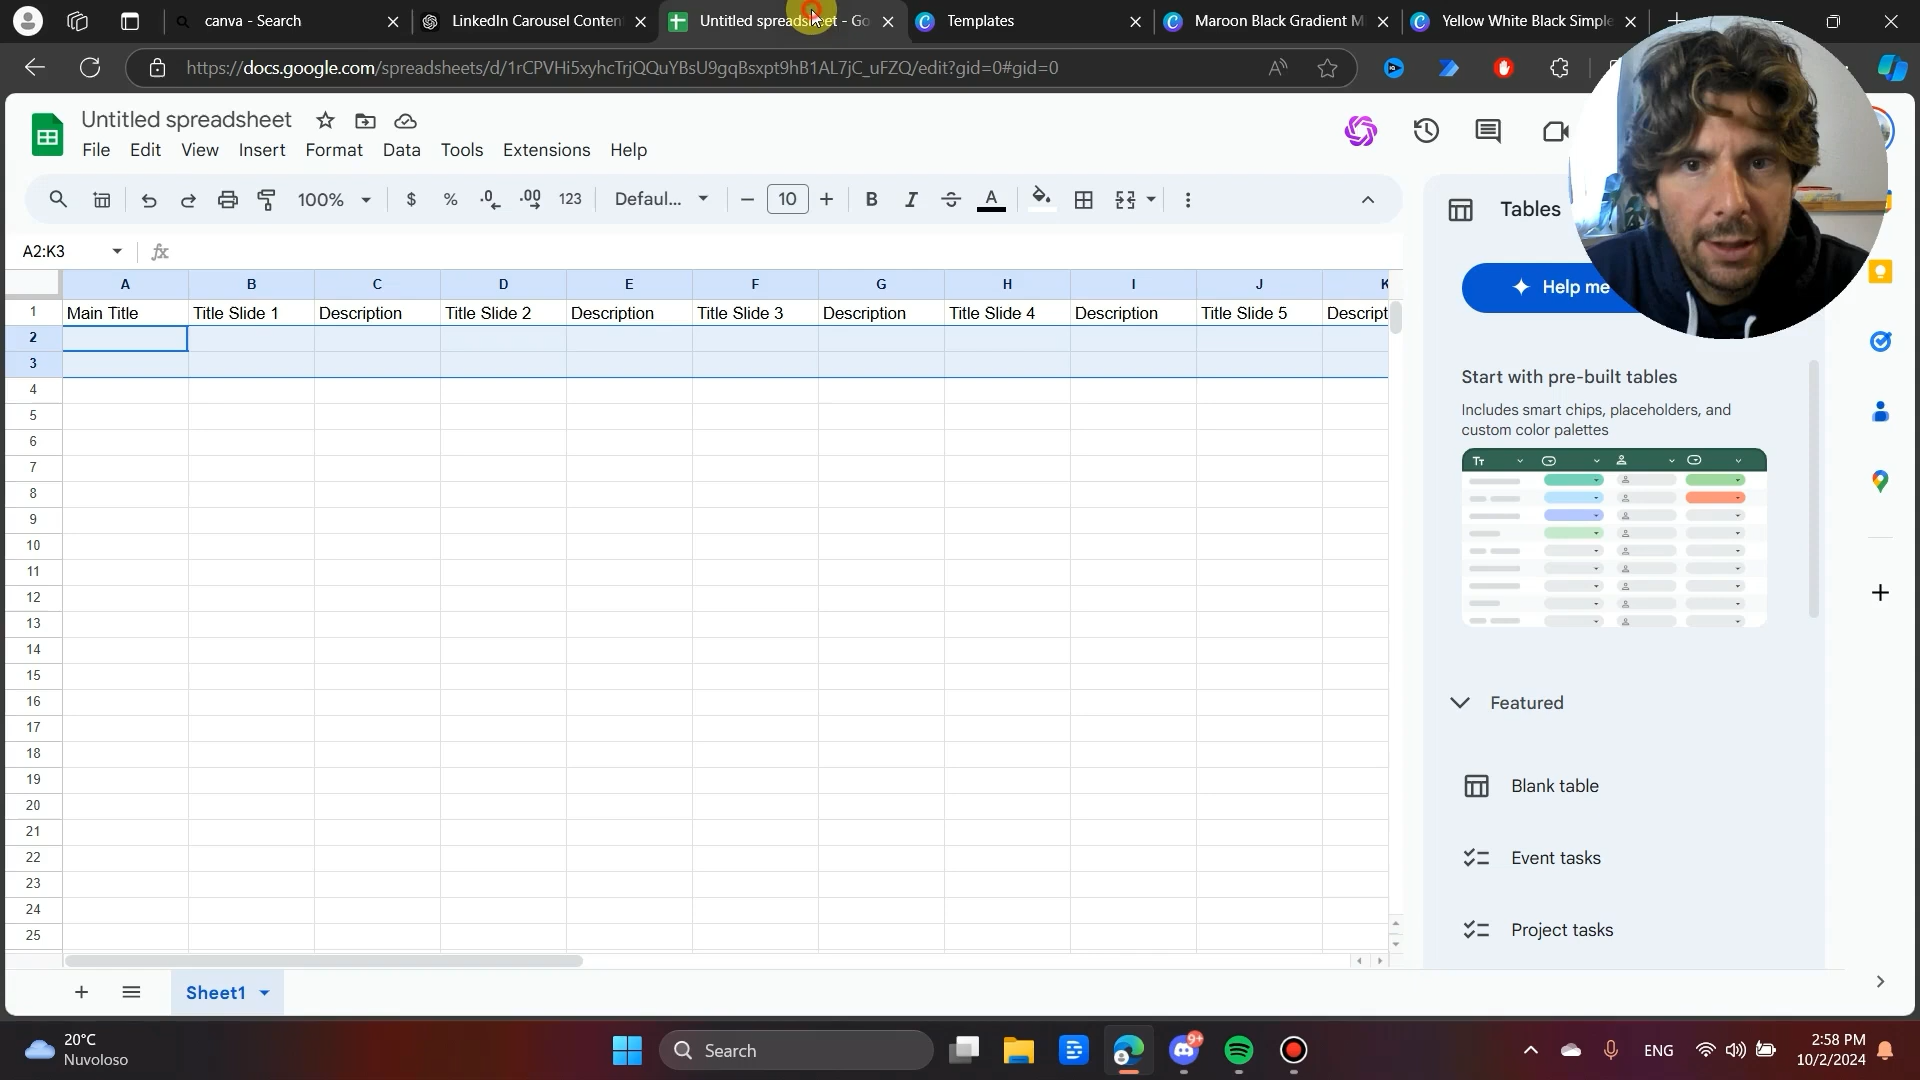 canva - Search
LinkedIn Carousel Conten
Untitled spreadsheet - Go
Templates
Maroon Black Gradient M
Yellow White Black Simple
https://docs.google.com/spreadsheets/d/1rCPVHi5xyhcTrjQQuYBsU9gqBsxpt9hB1AL7jC_uFZQ/edit?gid=0#gid=0
Untitled spreadsheet
File Edit View Insert Format Data Tools Extensions Help
100% $ % .0 .00 123 Defaul... 10 B I S A
A2:K3 fx
A B C D E F G H I J K
1 Main Title Title Slide 1 Description Title Slide 2 Description Title Slide 3 Description Title Slide 4 Description Title Slide 5 Descript
2
3
4
5
6
7
8
9
10
11
12
13
14
15
16
17
18
19
20
21
22
23
24
25
Tables
Help me
Start with pre-built tables
Includes smart chips, placeholders, and
custom color palettes
Tт
Featured
Blank table
Event tasks
Project tasks
Sheet1
20°C
Nuvoloso
Search
9+
ENG
2:58 PM
10/2/2024